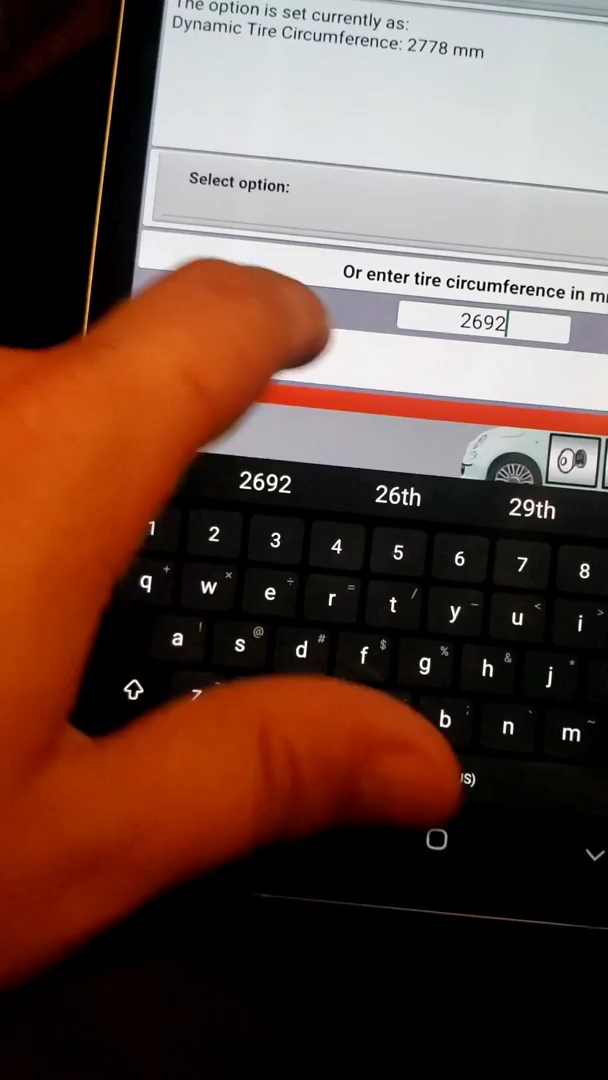 The option is set currently as:
Dynamic Tire Circumference: 2778 mm
Select option:
Or enter tire circumference in
2692
2692 26th 29th
1 2 3 4 5 6 7 8
q + w × e ÷ r = t / y _ u < i >
a ! s @ d # f $ g % h & j *
z b n m ~